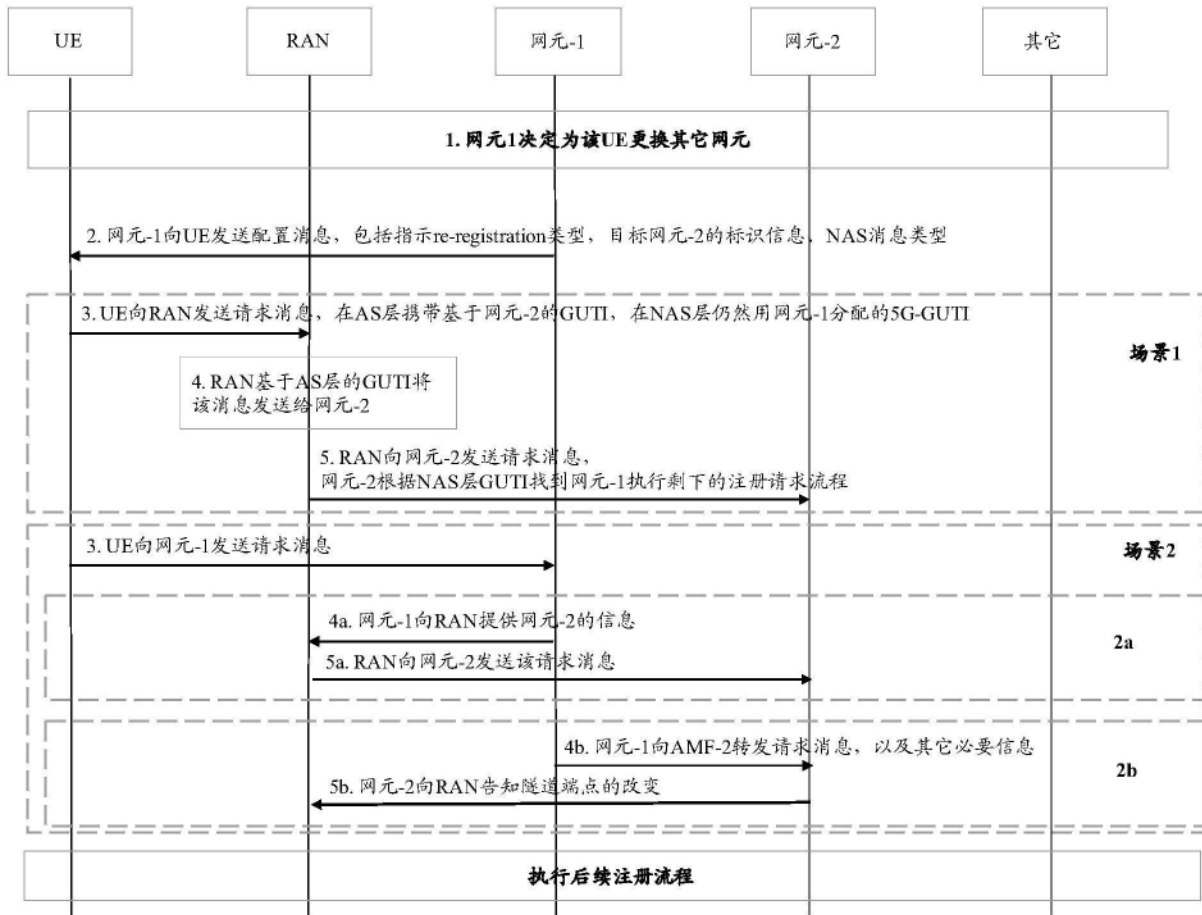 UE
RAN
网元-1
网元-2
其它
1. 网元1决定为该UE更换其它网元
2. 网元-1向UE发送配置消息，包括指示re-registration类型，目标网元-2的标识信息、NAS消息类型
3. UE向RAN发送请求消息，在AS层携带基于网元-2的GUTI，在NAS层仍然用网元-1分配的5G-GUTI
场景1
4. RAN基于AS层的GUTI将
该消息发送给网元-2
5. RAN向网元-2发送请求消息，
网元-2根据NAS层GUTI找到网元-1执行剩下的注册请求流程
3. UE向网元-1发送请求消息
场景2
4a. 网元-1向RAN提供网元-2的信息
2a
5a. RAN向网元-2发送该请求消息
4b. 网元-1向AMF-2转发请求消息，以及其它必要信息
2b
5b. 网元-2向RAN告知隧道端点的改变
执行后续注册流程